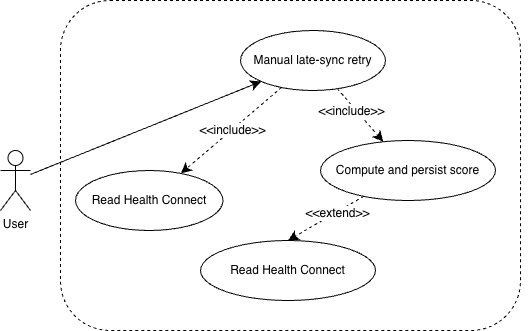 Manual late-sync retry
<<include>>
<<include>>
Compute and persist score
Read Health Connect
<<extend>>
User
Read Health Connect